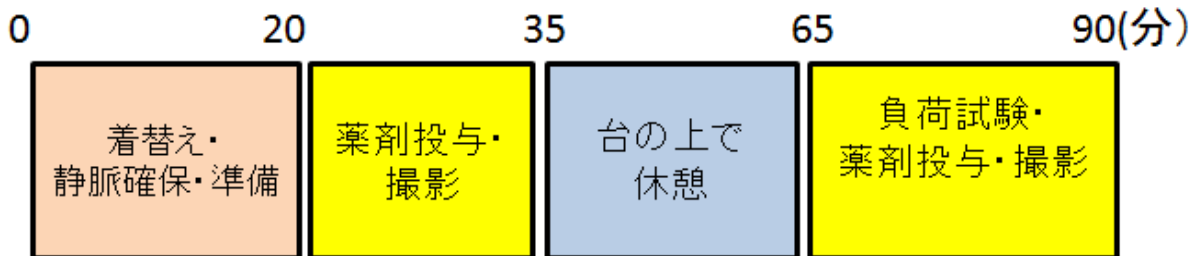 0 20 35 65 90(分)
着替え・
静脈確保・準備
薬剤投与・
撮影
台の上で
休憩
負荷試験・
薬剤投与・撮影